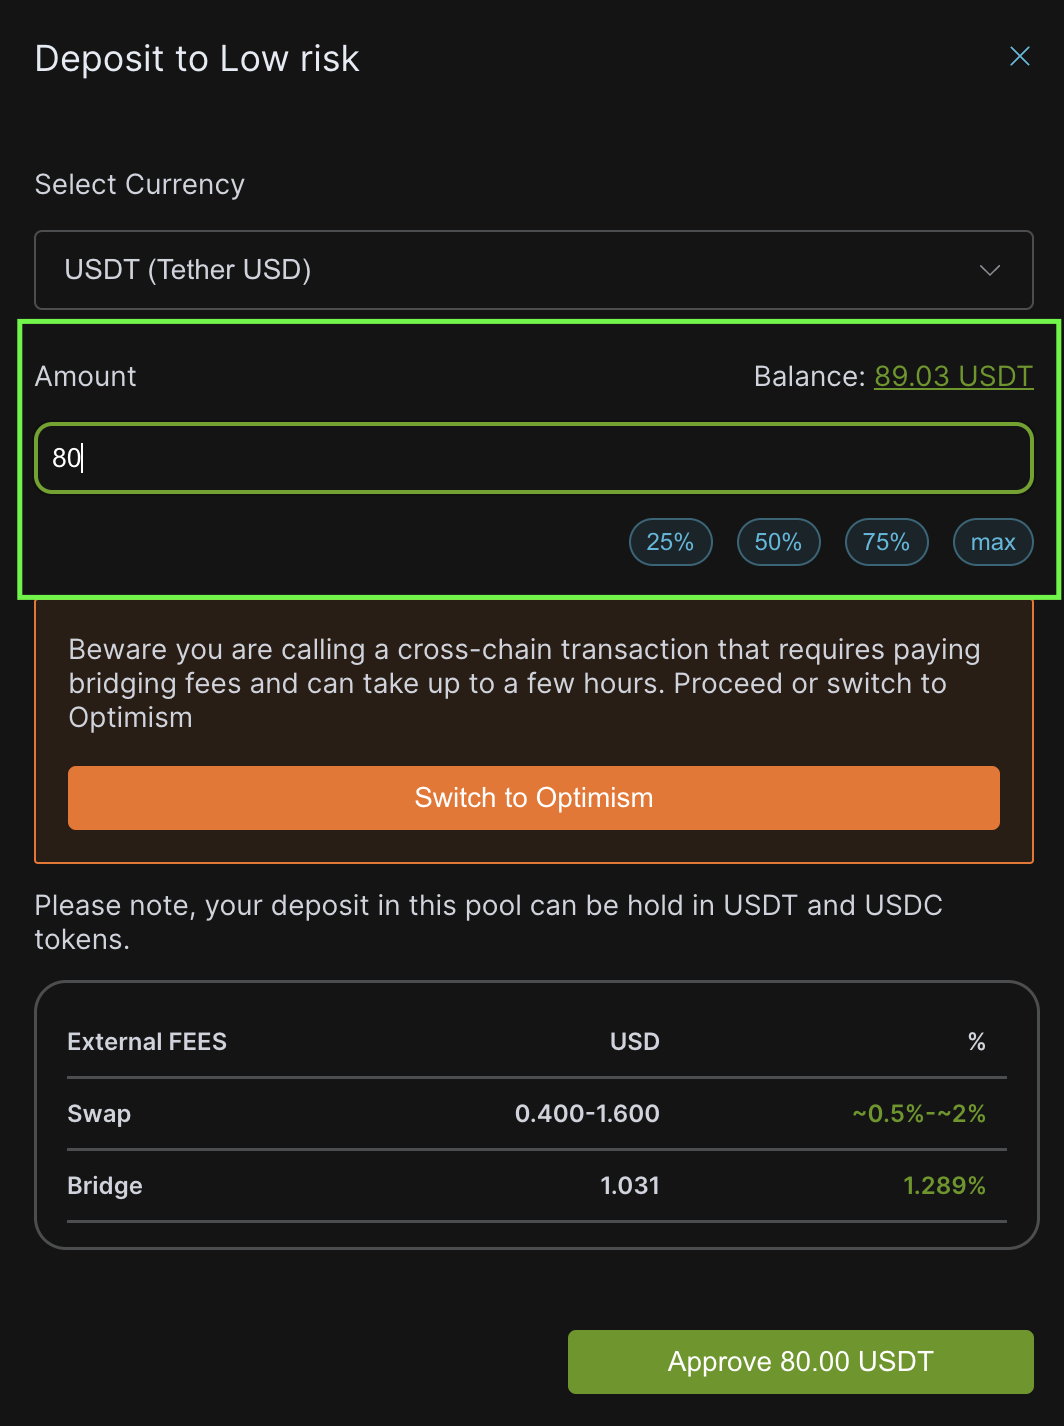 Deposit to Low risk
Select Currency
USDT (Tether USD)
Amount
Balance: 89.03 USDT
80
25%
50%
75%
max
Beware you are calling a cross-chain transaction that requires paying
bridging fees and can take up to a few hours. Proceed or switch to
Optimism
Switch to Optimism
Please note, your deposit in this pool can be hold in USDT and USDC
tokens.
External FEES USD %
Swap 0.400-1.600 ~0.5%-~2%
Bridge 1.031 1.289%
Approve 80.00 USDT